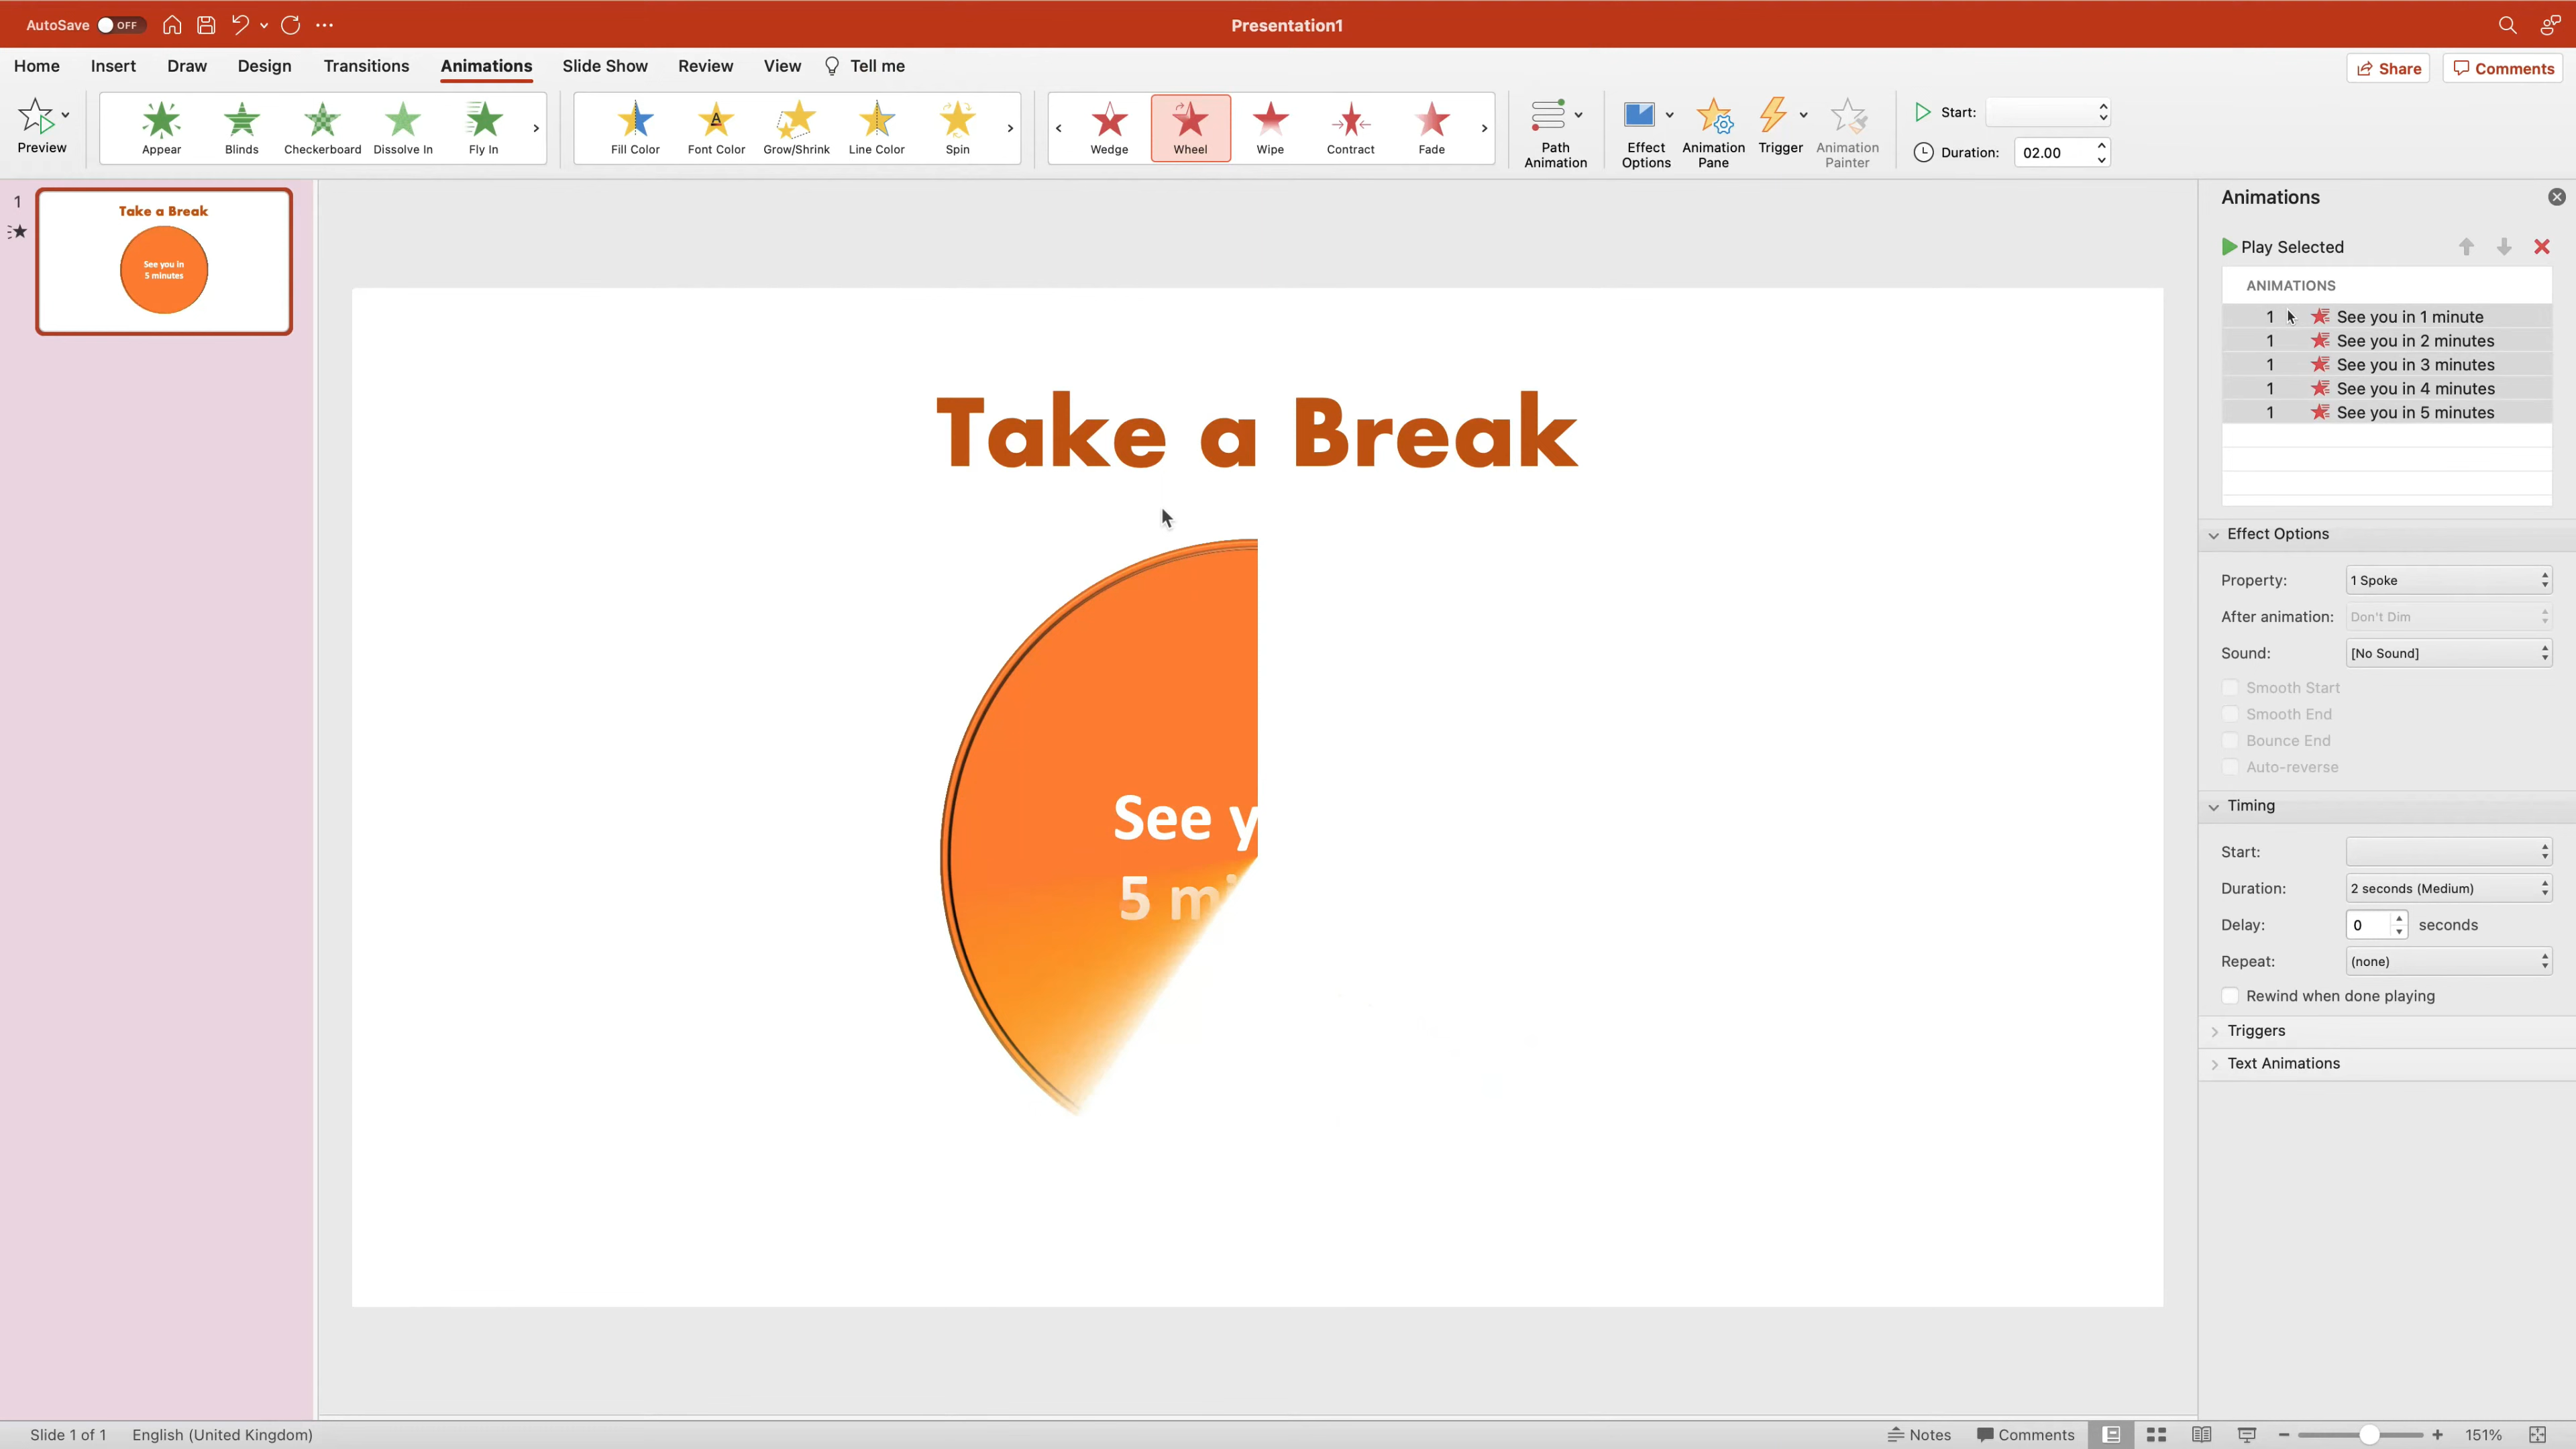 AutoSave OFF
Presentation1
Home Insert Draw Design Transitions Animations Slide Show Review View Tell me
Share Comments
Preview
Appear Blinds Checkerboard Dissolve In Fly In
Fill Color Font Color Grow/Shrink Line Color Spin
Wedge Wheel Wipe Contract Fade
Path Animation
Effect Options
Animation Pane
Trigger
Animation Painter
Start:
Duration: 02.00
1
Take a Break
See you in
5 minutes
Take a Break
See y
5 mi
Animations
Play Selected
ANIMATIONS
1 See you in 1 minute
1 See you in 2 minutes
1 See you in 3 minutes
1 See you in 4 minutes
1 See you in 5 minutes
Effect Options
Property: 1 Spoke
After animation: Don't Dim
Sound: [No Sound]
Smooth Start
Smooth End
Bounce End
Auto-reverse
Timing
Start:
Duration: 2 seconds (Medium)
Delay: 0 seconds
Repeat: (none)
Rewind when done playing
Triggers
Text Animations
Slide 1 of 1 English (United Kingdom)
Notes Comments 151%